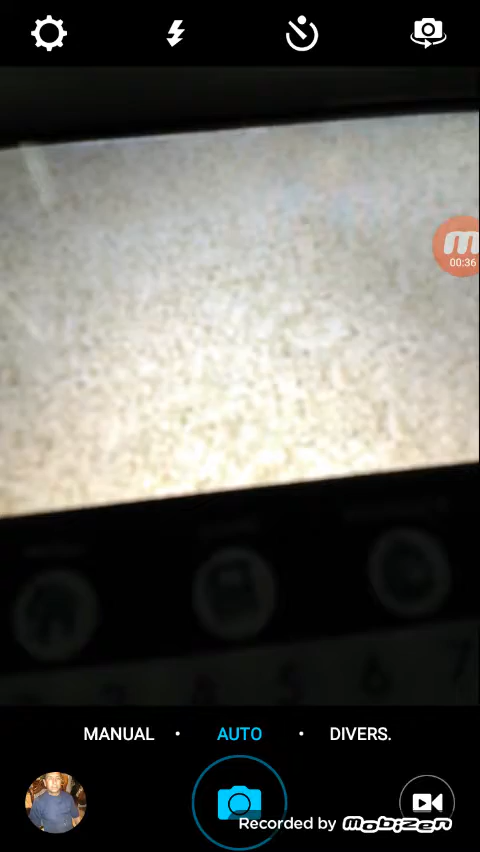 m
00:36
MANUAL • AUTO • DIVERS.
Recorded by mobizen